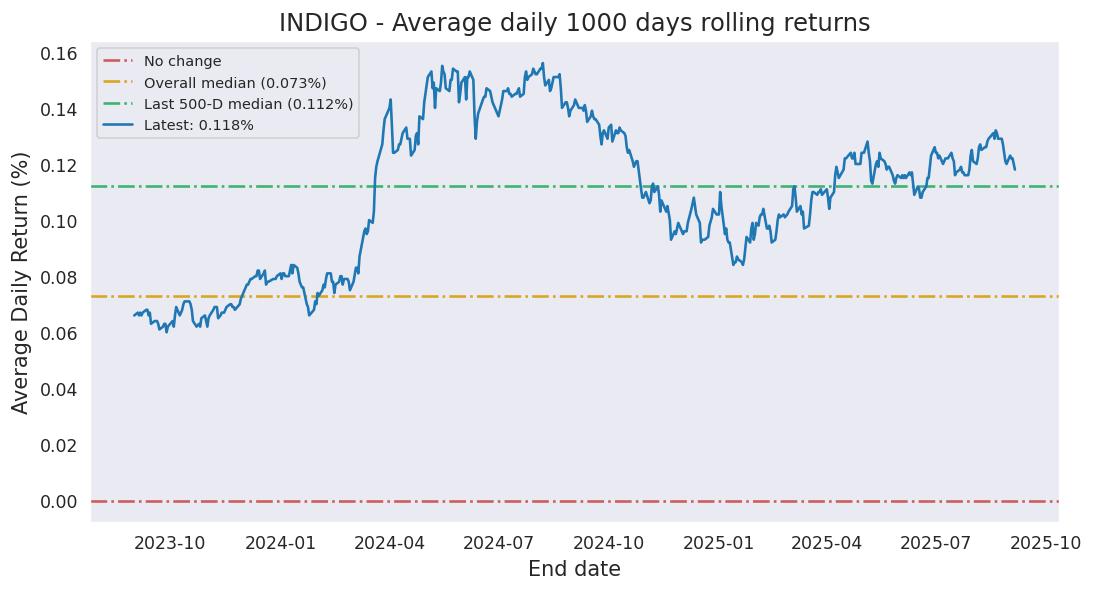 INDIGO - Average daily 1000 days rolling returns
No change
Overall median (0.073%)
Last 500-D median (0.112%)
Latest: 0.118%
Average Daily Return (%)
0.16
0.14
0.12
0.10
0.08
0.06
0.04
0.02
0.00
2023-10
2024-01
2024-04
2024-07
2024-10
2025-01
2025-04
2025-07
2025-10
End date